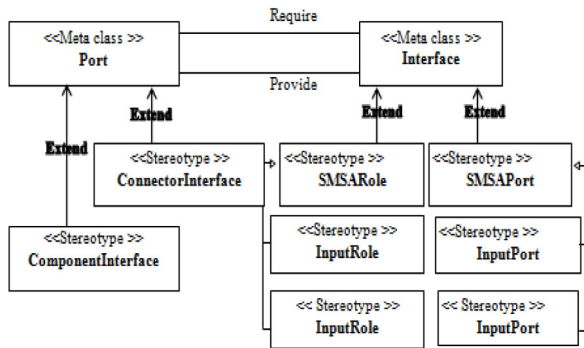 Require
<<Meta class>>
Port
<<Meta class >>
Interface
Provide
Extend
Extend
Extend
Extend
<<Stereotype >>
ConnectorInterface
<<Stereotype >>
SMSARole
<<Stereotype >>
SMSAPort
<<Stereotype >>
ComponentInterface
<<Stereotype >>
InputRole
<<Stereotype >>
InputPort
<< Stereotype >>
InputRole
<< Stereotype >>
InputPort